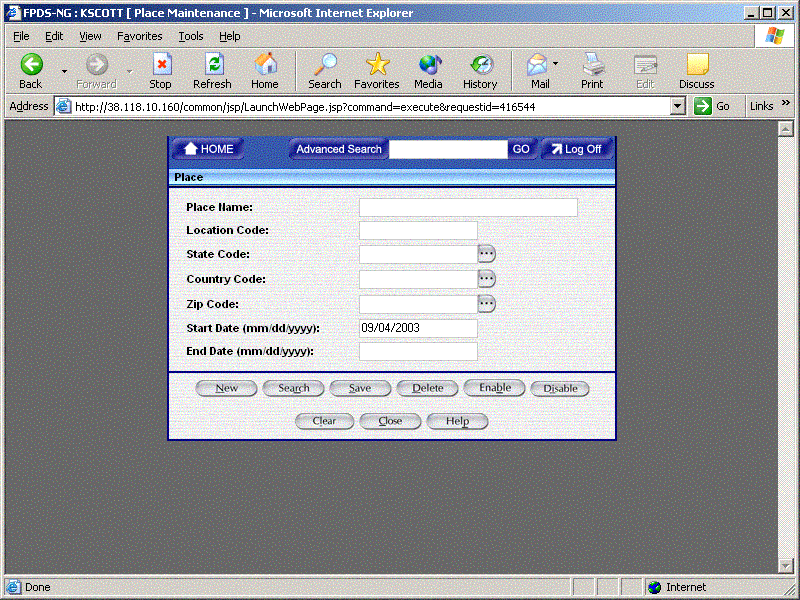 FPDS-NG : KSCOTT [ Place Maintenance ] - Microsoft Internet Explorer
File Edit View Favorites Tools Help
Back Forward Stop Refresh Home Search Favorites Media History Mail Print Edit Discuss
Address http://38.118.10.160/common/jsp/LaunchWebPage.jsp?command=execute&requestid=416544 Go Links »
HOME Advanced Search GO Log Off
Place
Place Name:
Location Code:
State Code: ...
Country Code: ...
Zip Code: ...
Start Date (mm/dd/yyyy): 09/04/2003
End Date (mm/dd/yyyy):
New Search Save Delete Enable Disable
Clear Close Help
Done Internet